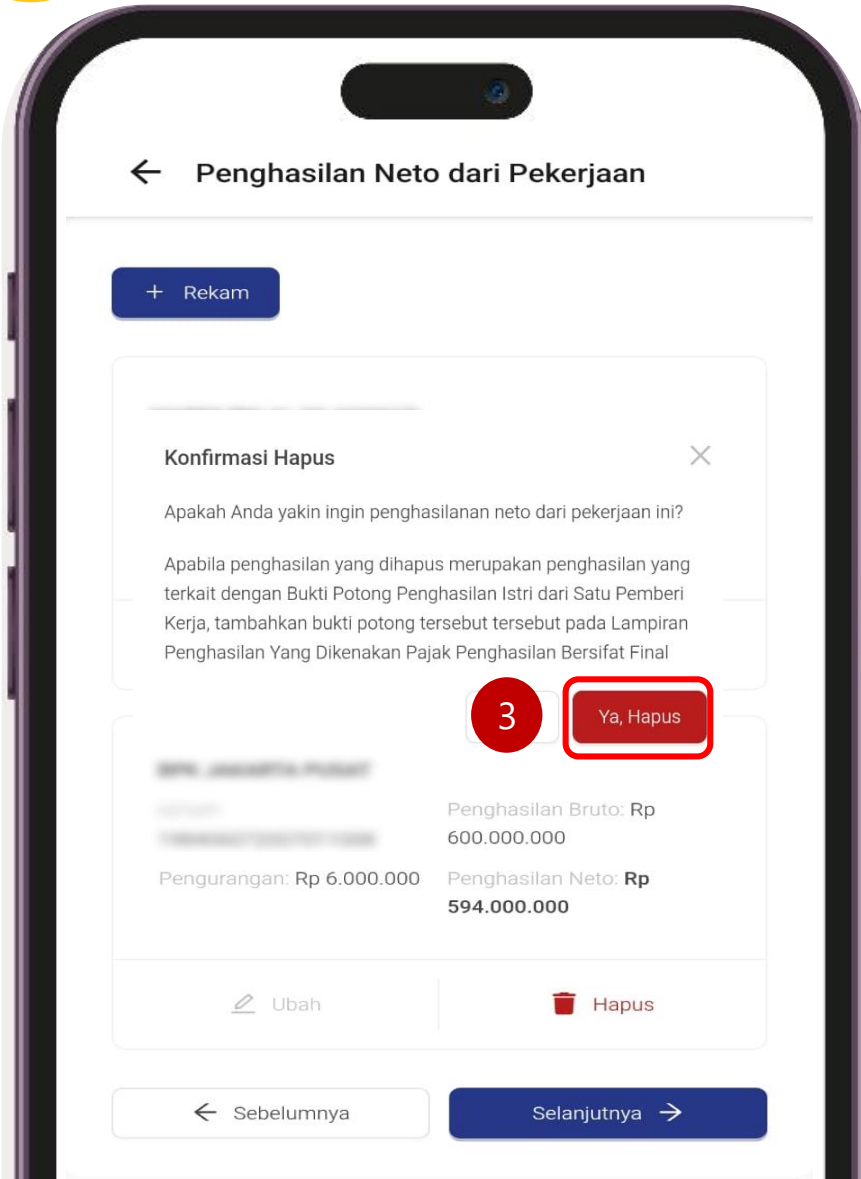 Penghasilan Neto dari Pekerjaan
+ Rekam
Konfirmasi Hapus
Apakah Anda yakin ingin penghasilanan neto dari pekerjaan ini?
Apabila penghasilan yang dihapus merupakan penghasilan yang
terkait dengan Bukti Potong Penghasilan Istri dari Satu Pemberi
Kerja, tambahkan bukti potong tersebut tersebut pada Lampiran
Penghasilan Yang Dikenakan Pajak Penghasilan Bersifat Final
3
Ya, Hapus
Penghasilan Bruto: Rp
600.000.000
Pengurangan: Rp 6.000.000
Penghasilan Neto: Rp
594.000.000
Ubah
Hapus
Sebelumnya
Selanjutnya